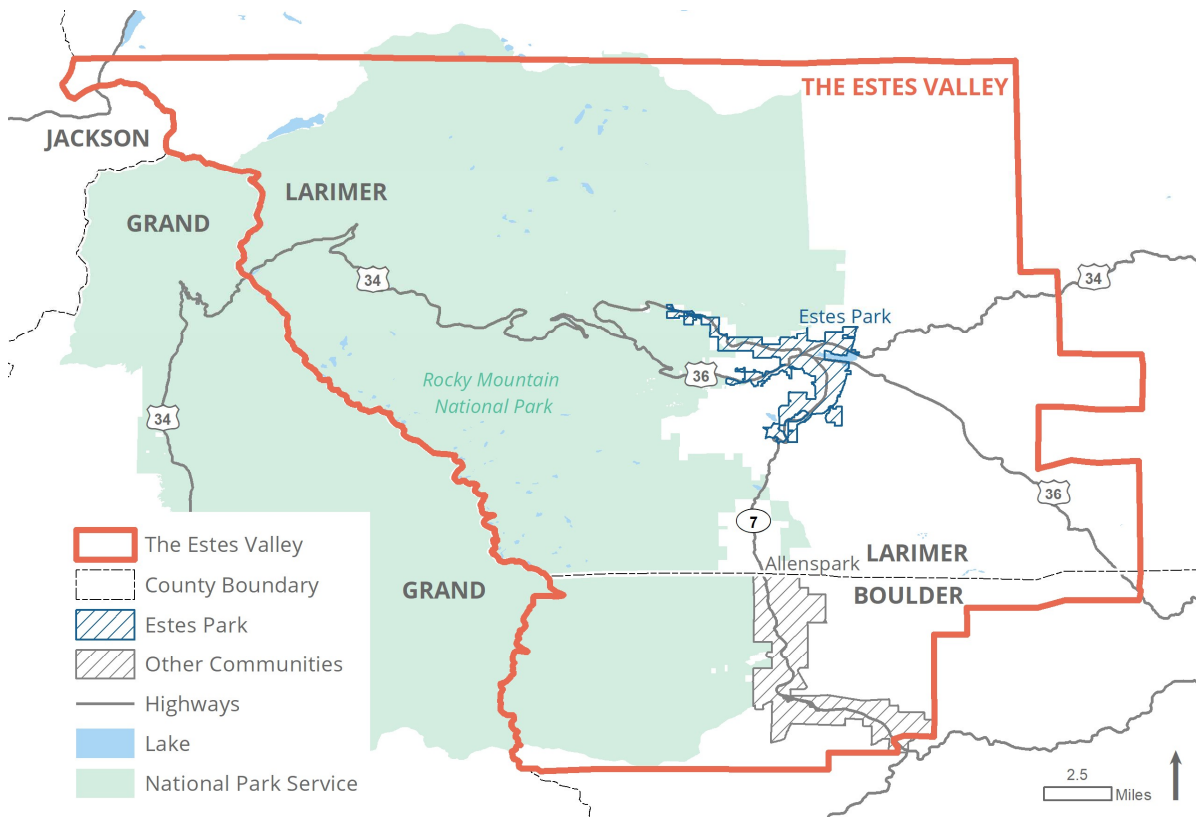 THE ESTES VALLEY
JACKSON
LARIMER
GRAND
34
34
Estes Park
36
Rocky Mountain
National Park
34
36
7
The Estes Valley
LARIMER
Allenspark
County Boundary
GRAND
BOULDER
Estes Park
Other Communities
Highways
Lake
National Park Service
2.5
Miles